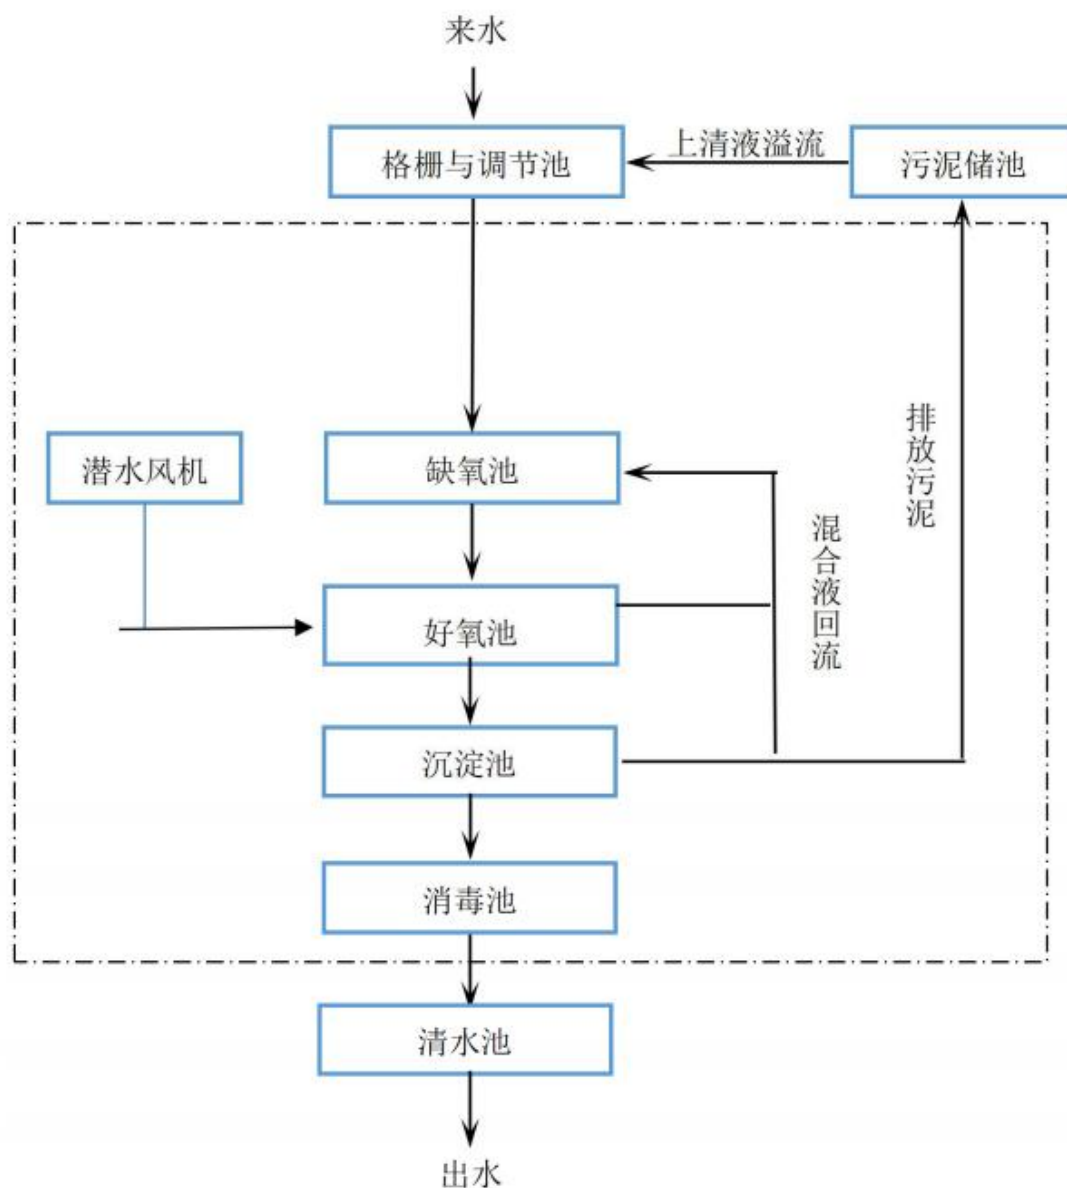 来水
格栅与调节池
上清液溢流
污泥储池
排放污泥
潜水风机
缺氧池
混合液回流
好氧池
沉淀池
消毒池
清水池
出水